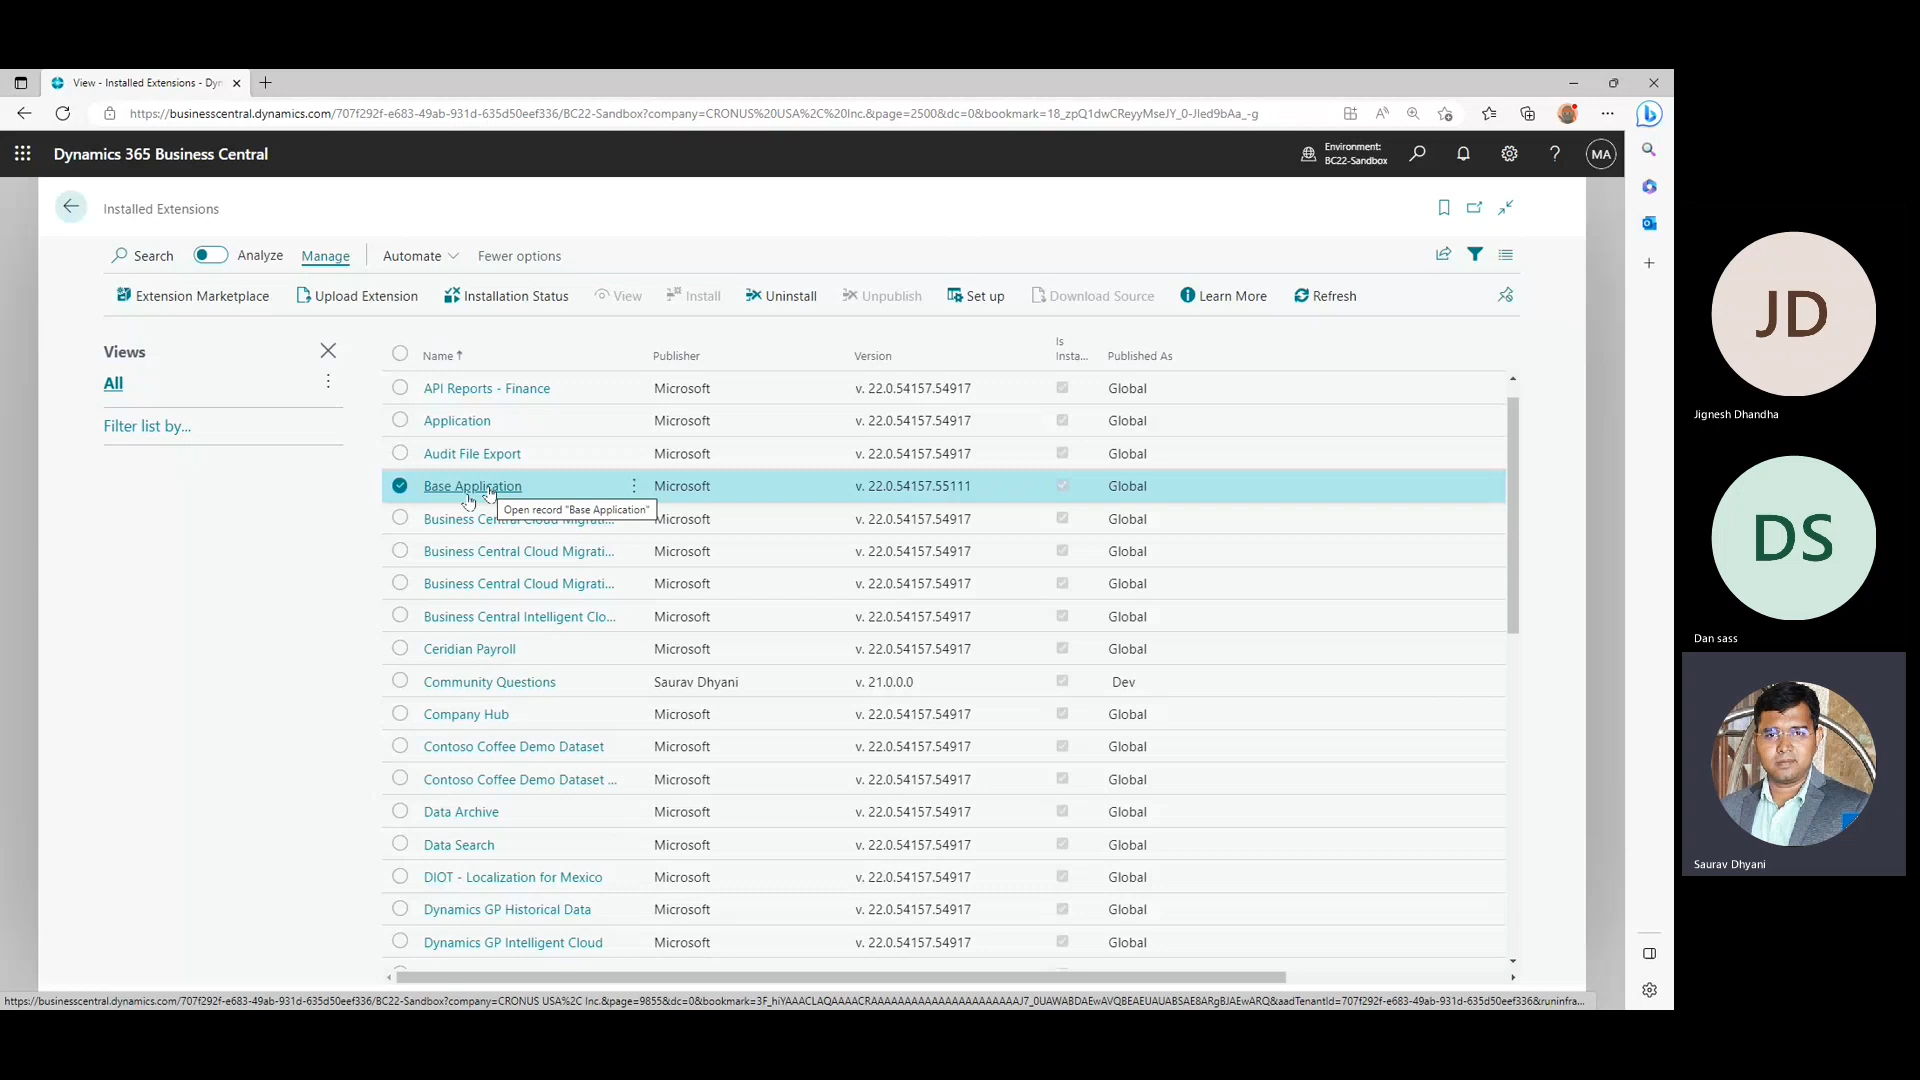 View - Installed Extensions - Dyn
https://businesscentral.dynamics.com/707f292f-e683-49ab-931d-635d50eef336/BC22-Sandbox?company=CRONUS%20USA%2C%20Inc.&page=2500&dc=0&bookmark=18_zpQ1dwCReyyMseJY_0-Jled9bAa_-g
Dynamics 365 Business Central
Environment:
BC22-Sandbox
MA
Installed Extensions
Search Analyze Manage Automate Fewer options
Extension Marketplace Upload Extension Installation Status View Install Uninstall Unpublish Set up Download Source Learn More Refresh
Views
All
Filter list by...
Name Publisher Version Is Insta... Published As
API Reports - Finance Microsoft v. 22.0.54157.54917 Global
Application Microsoft v. 22.0.54157.54917 Global
Audit File Export Microsoft v. 22.0.54157.54917 Global
Base Application Microsoft v. 22.0.54157.55111 Global
Open record "Base Application"
Business Central Cloud Migrati... Microsoft v. 22.0.54157.54917 Global
Business Central Cloud Migrati... Microsoft v. 22.0.54157.54917 Global
Business Central Cloud Migrati... Microsoft v. 22.0.54157.54917 Global
Business Central Intelligent Clo... Microsoft v. 22.0.54157.54917 Global
Ceridian Payroll Microsoft v. 22.0.54157.54917 Global
Community Questions Saurav Dhyani v. 21.0.0.0 Dev
Company Hub Microsoft v. 22.0.54157.54917 Global
Contoso Coffee Demo Dataset Microsoft v. 22.0.54157.54917 Global
Contoso Coffee Demo Dataset ... Microsoft v. 22.0.54157.54917 Global
Data Archive Microsoft v. 22.0.54157.54917 Global
Data Search Microsoft v. 22.0.54157.54917 Global
DIOT - Localization for Mexico Microsoft v. 22.0.54157.54917 Global
Dynamics GP Historical Data Microsoft v. 22.0.54157.54917 Global
Dynamics GP Intelligent Cloud Microsoft v. 22.0.54157.54917 Global
JD
Jignesh Dhandha
DS
Dan sass
Saurav Dhyani